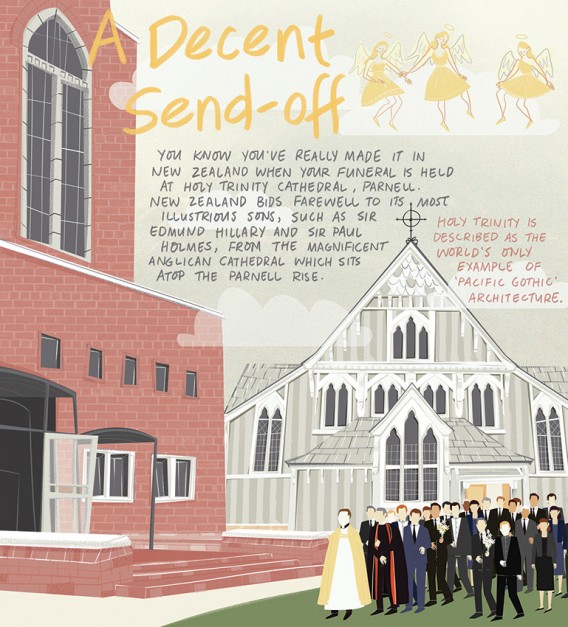 A Decent
Send-off
YOU KNOW YOU'VE REALLY MADE IT IN
NEW ZEALAND WHEN YOUR FUNERAL IS HELD
AT HOLY TRINITY CATHEDRAL, PARNELL.
NEW ZEALAND BIDS FAREWELL TO ITS MOST
ILLUSTRIOUS SONS, SUCH AS SIR
EDMUND HILLARY AND SIR PAUL
HOLMES, FROM THE MAGNIFICENT
ANGLICAN CATHEDRAL WHICH SITS
ATOP THE PARNELL RISE.
HOLY TRINITY IS
DESCRIBED AS THE
WORLD'S ONLY
EXAMPLE OF
'PACIFIC GOTHIC'
ARCHITECTURE.